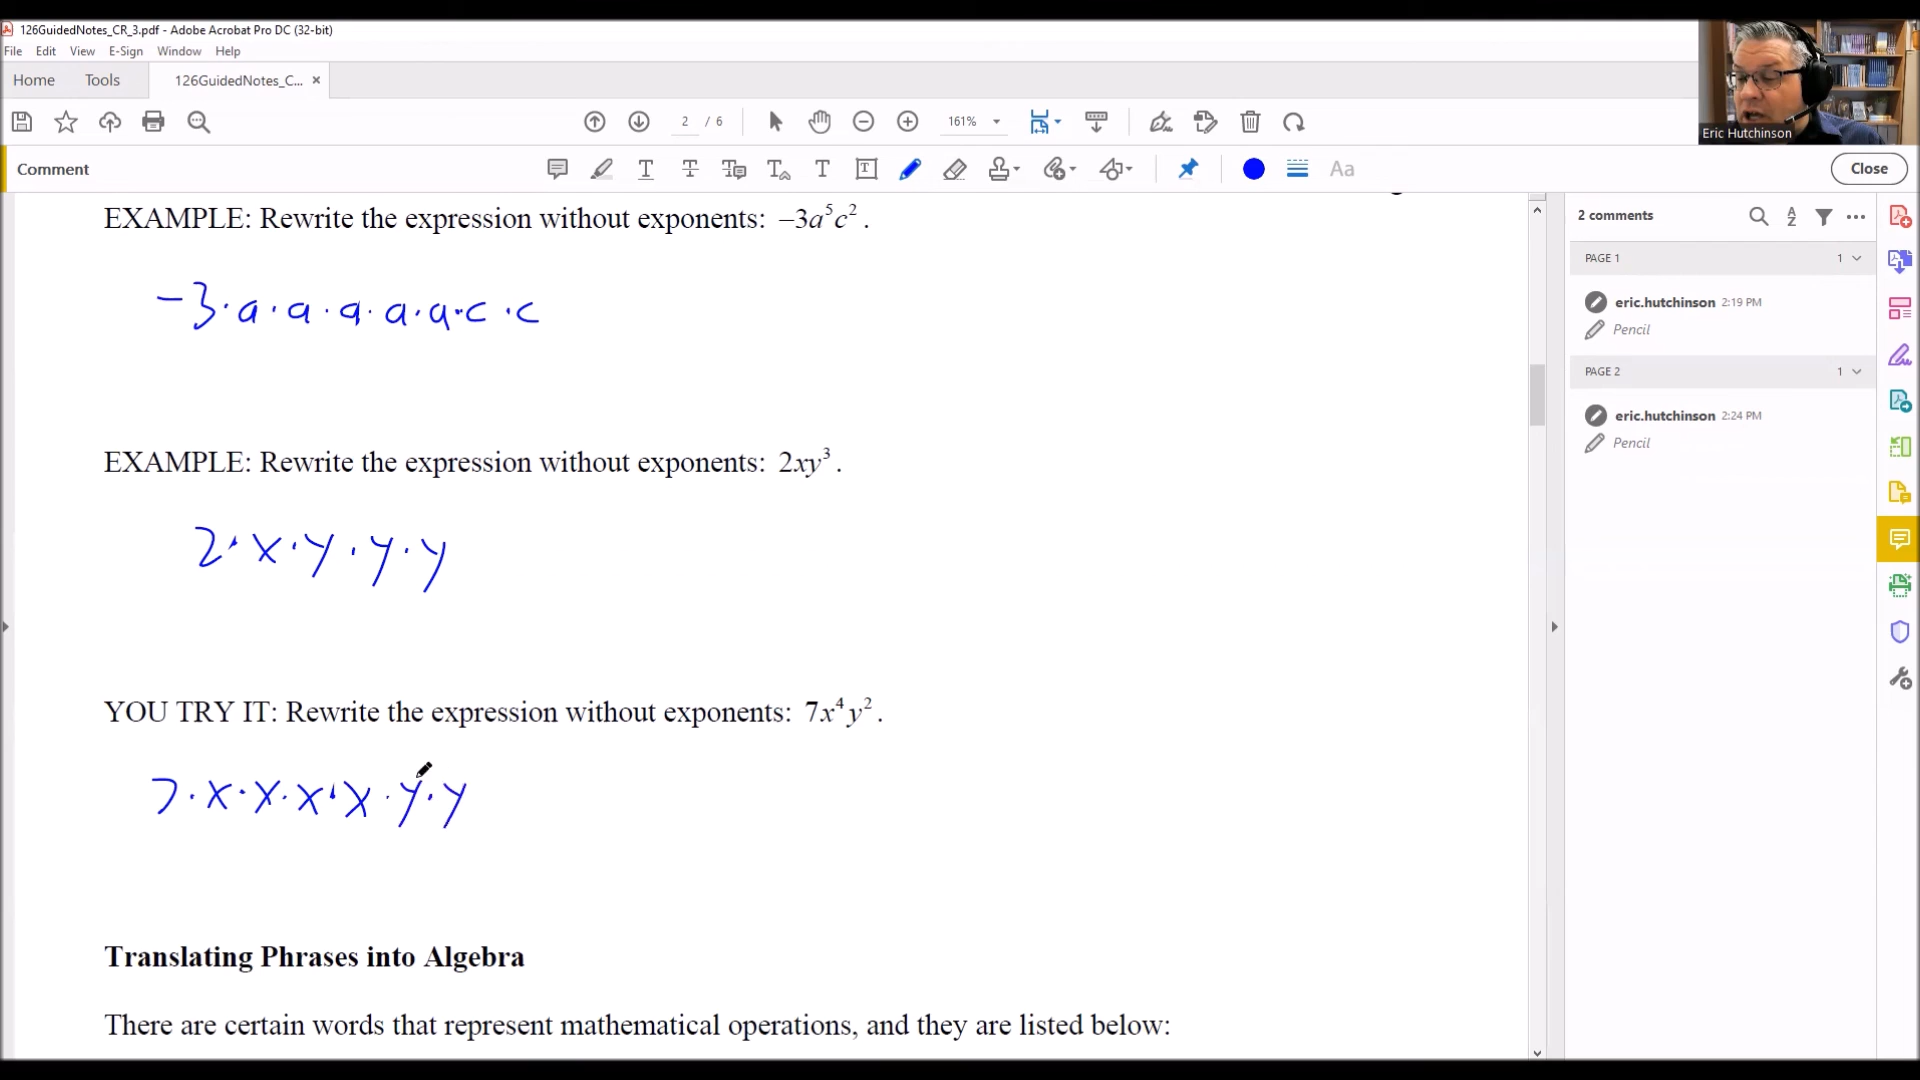 126GuidedNotes_CR_3.pdf - Adobe Acrobat Pro DC (32-bit)
File Edit View E-Sign Window Help
Home Tools 126GuidedNotes_C... ×
2 / 6 161%
Eric Hutchinson
Comment Aa Close
EXAMPLE: Rewrite the expression without exponents: −3a⁵c².
−3·a·a·a·a·a·c·c
EXAMPLE: Rewrite the expression without exponents: 2xy³.
2·x·y·y·y
YOU TRY IT: Rewrite the expression without exponents: 7x⁴y².
7·x·x·x·x·y·y
Translating Phrases into Algebra
There are certain words that represent mathematical operations, and they are listed below:
2 comments
PAGE 1 1
eric.hutchinson 2:19 PM
Pencil
PAGE 2 1
eric.hutchinson 2:24 PM
Pencil